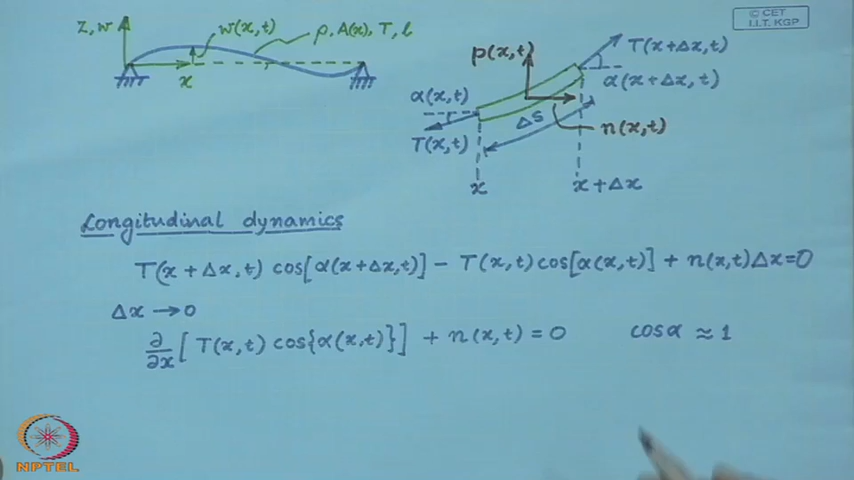 © CET
I.I.T. KGP
z, w
w(x,t)
ρ, A(x), T, l
x
p(x,t)
T(x+Δx,t)
α(x,t)
α(x+Δx,t)
T(x,t)
Δs
n(x,t)
x
x+Δx
Longitudinal dynamics
T(x+Δx,t) cos[α(x+Δx,t)] − T(x,t)cos[α(x,t)] + n(x,t)Δx=0
Δx →0
∂/∂x [ T(x,t) cos{α(x,t)}] + n(x,t) = 0 cosα ≈ 1
NPTEL